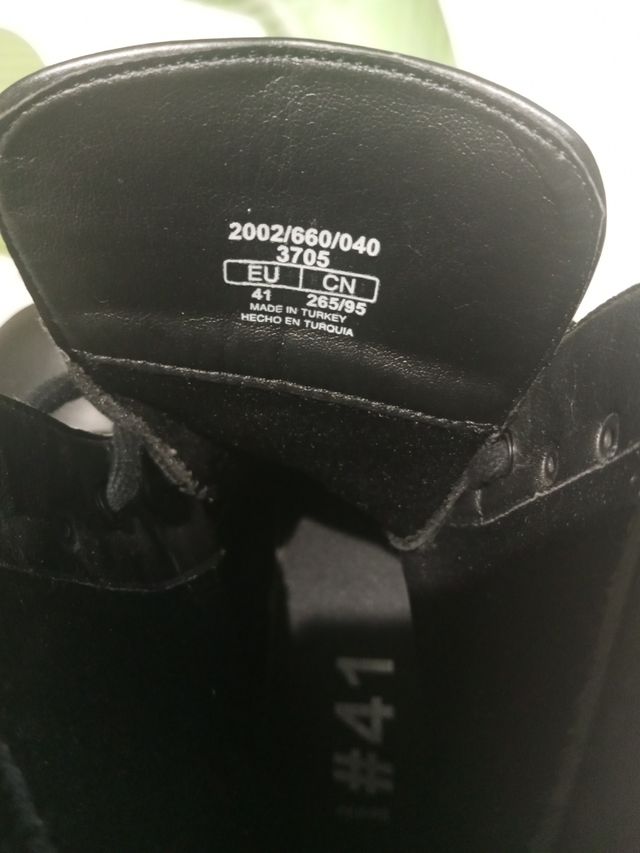 2002/660/040
3705
EU CN
41 265/95
MADE IN TURKEY
HECHO EN TURQUIA
#41